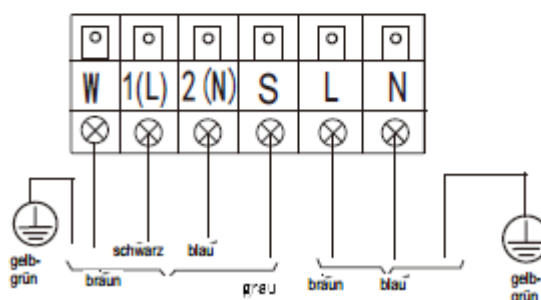 W 1(L) 2(N) S L N
schwarz blau
gelb-
grün
braun
grau
braun
blau
gelb-
grün